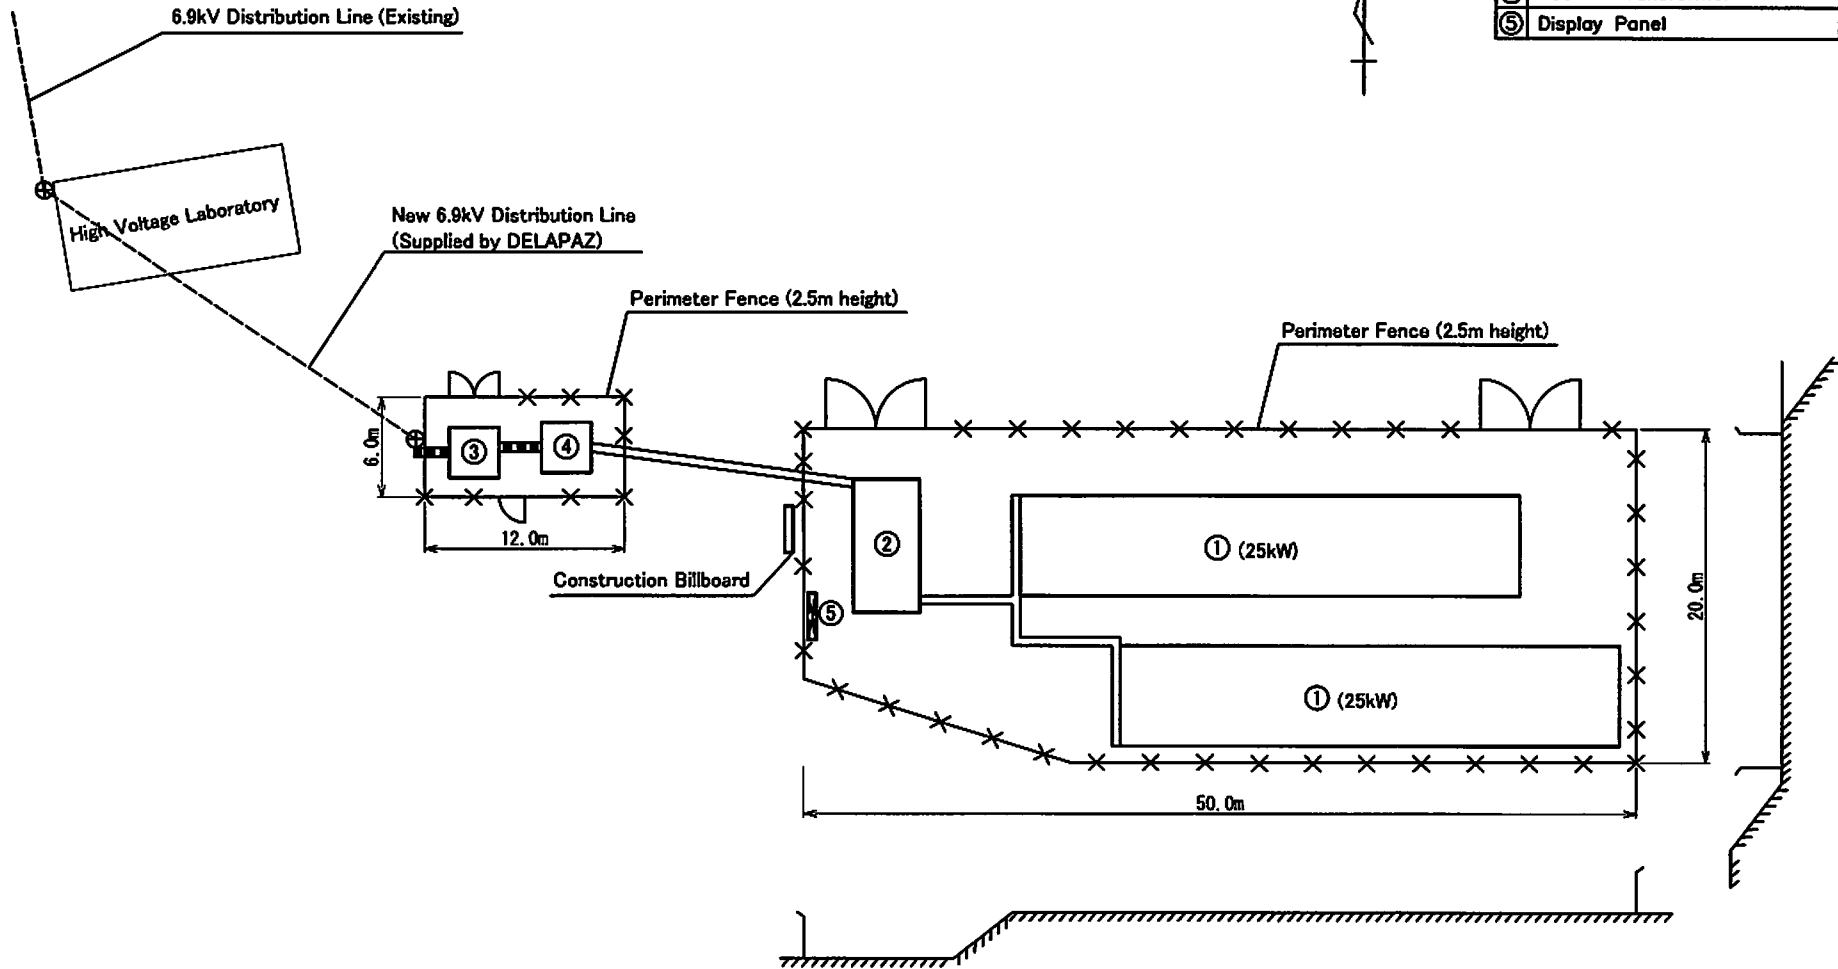 6.9kV Distribution Line (Existing)
⑤ Display Panel
High Voltage Laboratory
New 6.9kV Distribution Line
(Supplied by DELAPAZ)
Perimeter Fence (2.5m height)
Perimeter Fence (2.5m height)
6.0m
③
④
12.0m
Construction Billboard
②
⑤
① (25kW)
① (25kW)
20.0m
50.0m